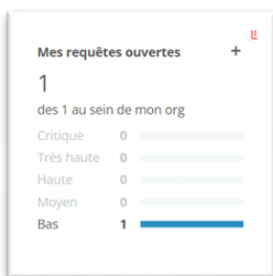 Mes requêtes ouvertes +
1
des 1 au sein de mon org
Critique 0
Très haute 0
Haute 0
Moyen 0
Bas 1